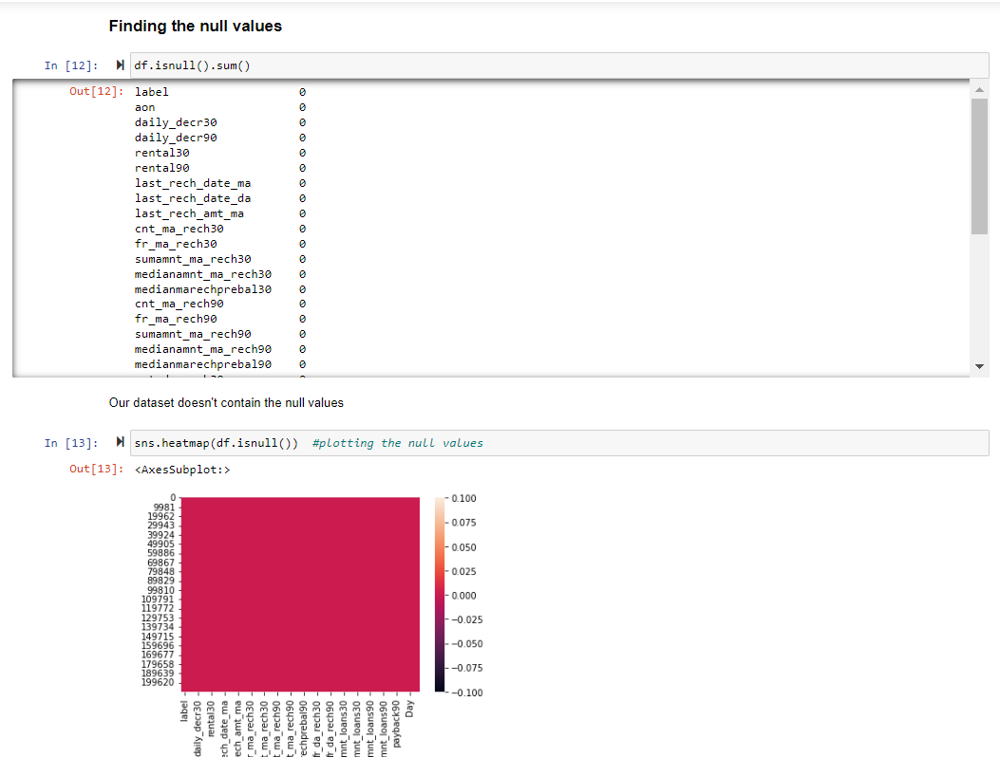 Finding the null values
In [12]: df.isnull().sum()
Out[12]: label 0
aon 0
daily_decr30 0
daily_decr90 0
rental30 0
rental90 0
last_rech_date_ma 0
last_rech_date_da 0
last_rech_amt_ma 0
cnt_ma_rech30 0
fr_ma_rech30 0
sumamnt_ma_rech30 0
medianamnt_ma_rech30 0
medianmarechprebal30 0
cnt_ma_rech90 0
fr_ma_rech90 0
sumamnt_ma_rech90 0
medianamnt_ma_rech90 0
medianmarechprebal90 0
Our dataset doesn't contain the null values
In [13]: sns.heatmap(df.isnull()) #plotting the null values
Out[13]: <AxesSubplot:>
0
9981
19962
29943
39924
49905
59886
69867
79848
89829
99810
109791
119772
129753
139734
149715
159696
169677
179658
189639
199620
0.100
0.075
0.050
0.025
0.000
−0.025
−0.050
−0.075
−0.100
label
daily_decr30
rental30
ech_date_ma
ech_amt_ma
r_ma_rech30
t_ma_rech30
t_ma_rech90
t_ma_rech90
echprebal90
fr_da_rech30
fr_da_rech90
mnt_loans30
mnt_loans30
mnt_loans90
mnt_loans90
payback90
Day